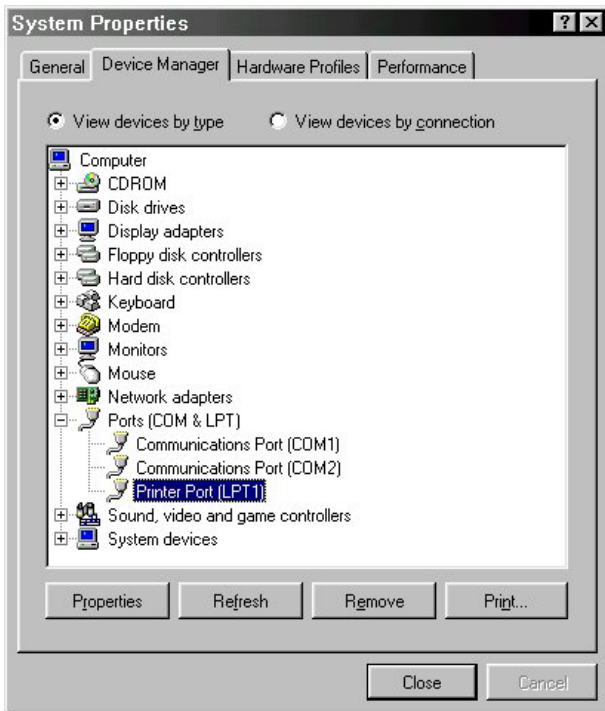 System Properties
General Device Manager Hardware Profiles Performance
View devices by type View devices by connection
Computer
CDROM
Disk drives
Display adapters
Floppy disk controllers
Hard disk controllers
Keyboard
Modem
Monitors
Mouse
Network adapters
Ports (COM & LPT)
Communications Port (COM1)
Communications Port (COM2)
Printer Port (LPT1)
Sound, video and game controllers
System devices
Properties Refresh Remove Print...
Close Cancel